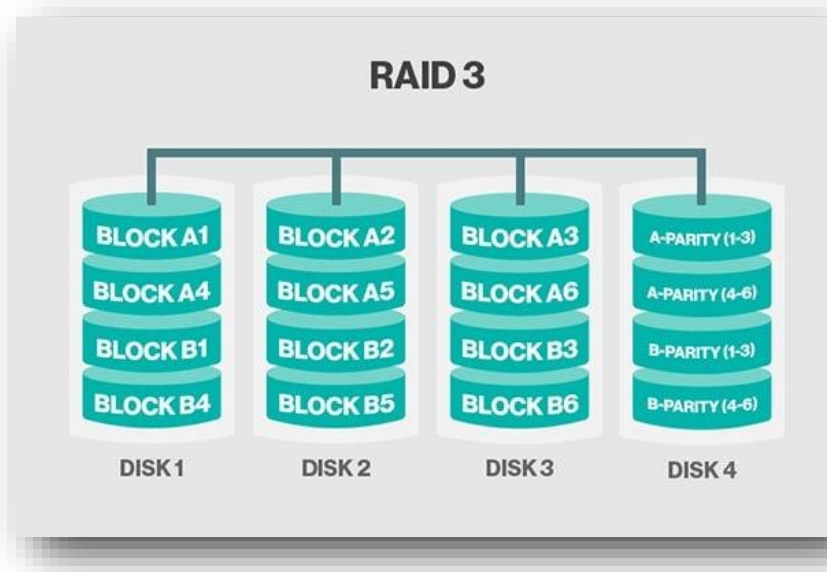 RAID 3
BLOCK A1 BLOCK A2 BLOCK A3 A-PARITY (1-3)
BLOCK A4 BLOCK A5 BLOCK A6 A-PARITY (4-6)
BLOCK B1 BLOCK B2 BLOCK B3 B-PARITY (1-3)
BLOCK B4 BLOCK B5 BLOCK B6 B-PARITY (4-6)
DISK 1 DISK 2 DISK 3 DISK 4